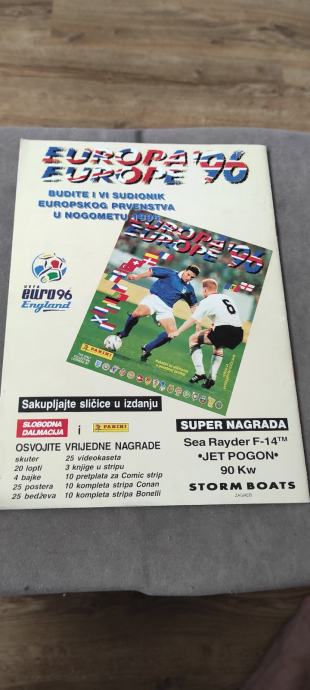 EUROPA '96
EUROPE
BUDITE I VI SUDIONIK
EUROPSKOG PRVENSTVA
U NOGOMETU 1996
EUROPA '96
EUROPE
UEFA
euro96
England
6
PANINI
Sakupljajte sličice u izdanju
SLOBODNA
DALMACIJA
i
PANINI
OSVOJITE VRIJEDNE NAGRADE
skuter 25 videokaseta
20 lopti 3 knjige u stripu
4 bajke 10 pretplata za Comic strip
25 postera 10 kompleta stripa Conan
25 bedževa 10 kompleta stripa Bonelli
SUPER NAGRADA
Sea Rayder F-14™
•JET POGON•
90 Kw
STORM BOATS
ZAGREB